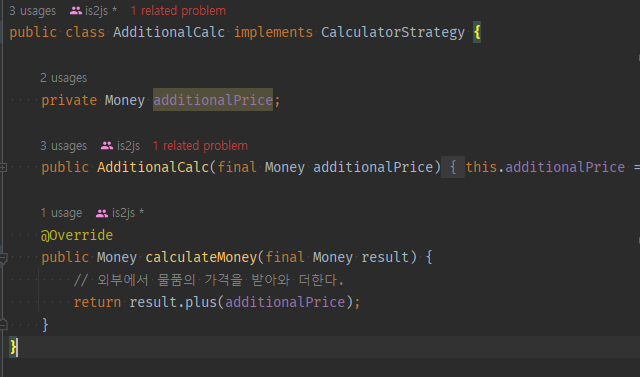 3 usages is2js * 1 related problem
public class AdditionalCalc implements CalculatorStrategy {
2 usages
private Money additionalPrice;
3 usages is2js 1 related problem
public AdditionalCalc(final Money additionalPrice) { this.additionalPrice =
1 usage is2js *
@Override
public Money calculateMoney(final Money result) {
// 외부에서 물품의 가격을 받아와 더한다.
return result.plus(additionalPrice);
}
}